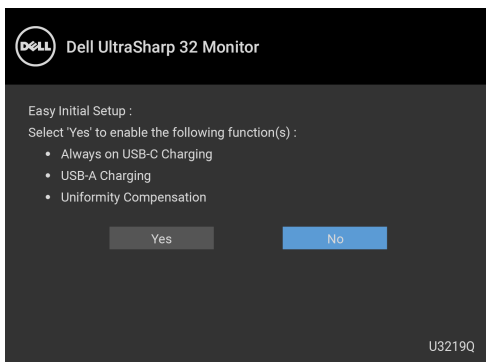 DELL Dell UltraSharp 32 Monitor
Easy Initial Setup :
Select 'Yes' to enable the following function(s) :
• Always on USB-C Charging
• USB-A Charging
• Uniformity Compensation
Yes No
U3219Q